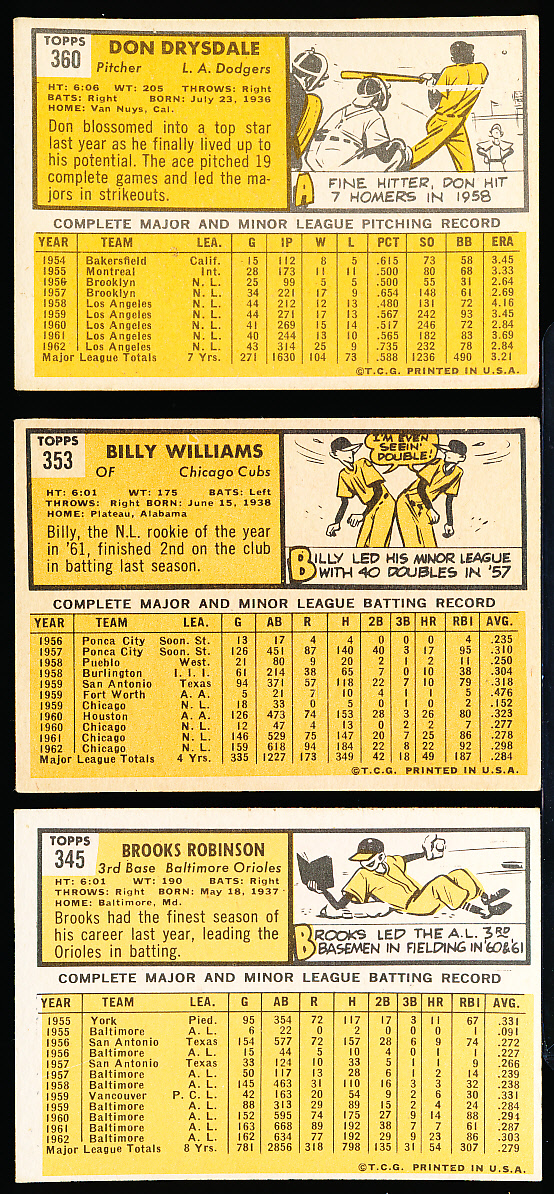 TOPPS
360
DON DRYSDALE
Pitcher L. A. Dodgers
HT: 6:06 WT: 205 THROWS: Right
BATS: Right BORN: July 23, 1936
HOME: Van Nuys, Cal.
Don blossomed into a top star
last year as he finally lived up to
his potential. The ace pitched 19
complete games and led the ma-
jors in strikeouts.
A FINE HITTER, DON HIT
7 HOMERS IN 1958
COMPLETE MAJOR AND MINOR LEAGUE PITCHING RECORD
YEAR TEAM LEA. G IP W L PCT SO BB ERA
1954 Bakersfield Calif. 15 112 8 5 .615 73 58 3.45
1955 Montreal Int. 28 173 11 11 .500 80 68 3.33
1956 Brooklyn N. L. 25 99 5 5 .500 55 31 2.64
1957 Brooklyn N. L. 34 221 17 9 .654 148 61 2.69
1958 Los Angeles N. L. 44 212 12 13 .480 131 72 4.16
1959 Los Angeles N. L. 44 271 17 13 .567 242 93 3.45
1960 Los Angeles N. L. 41 269 15 14 .517 246 72 2.84
1961 Los Angeles N. L. 40 244 13 10 .565 182 83 3.69
1962 Los Angeles N. L. 43 314 25 9 .735 232 78 2.84
Major League Totals 7 Yrs. 271 1630 104 73 .588 1236 490 3.21
©T.C.G. PRINTED IN U.S.A.
TOPPS
353
BILLY WILLIAMS
OF Chicago Cubs
HT: 6:01 WT: 175 BATS: Left
THROWS: Right BORN: June 15, 1938
HOME: Plateau, Alabama
Billy, the N.L. rookie of the year
in '61, finished 2nd on the club
in batting last season.
I'M EVEN
SEEIN'
DOUBLE!
BILLY LED HIS MINOR LEAGUE
WITH 40 DOUBLES IN '57
COMPLETE MAJOR AND MINOR LEAGUE BATTING RECORD
YEAR TEAM LEA. G AB R H 2B 3B HR RBI AVG.
1956 Ponca City Soon. St. 13 17 4 4 0 0 0 4 .235
1957 Ponca City Soon. St. 126 451 87 140 40 3 17 95 .310
1958 Pueblo West. 21 80 9 20 2 1 2 11 .250
1958 Burlington I. I. I. 61 214 38 65 7 0 10 38 .304
1959 San Antonio Texas 94 371 57 118 22 7 10 79 .318
1959 Fort Worth A. A. 5 21 7 10 4 1 1 5 .476
1959 Chicago N. L. 18 33 0 5 0 1 0 2 .152
1960 Houston A. A. 126 473 74 153 28 3 26 80 .323
1960 Chicago N. L. 12 47 4 13 0 2 2 7 .277
1961 Chicago N. L. 146 529 75 147 20 7 25 86 .278
1962 Chicago N. L. 159 618 94 184 22 8 22 92 .298
Major League Totals 4 Yrs. 335 1227 173 349 42 18 49 187 .284
©T.C.G. PRINTED IN U.S.A.
TOPPS
345
BROOKS ROBINSON
3rd Base Baltimore Orioles
HT: 6:01 WT: 190 BATS: Right
THROWS: Right BORN: May 18, 1937
HOME: Baltimore, Md.
Brooks had the finest season of
his career last year, leading the
Orioles in batting.
BROOKS LED THE A.L. 3RD
BASEMEN IN FIELDING IN '60&'61
COMPLETE MAJOR AND MINOR LEAGUE BATTING RECORD
YEAR TEAM LEA. G AB R H 2B 3B HR RBI AVG.
1955 York Pied. 95 354 72 117 17 3 11 67 .331
1955 Baltimore A. L. 6 22 0 2 0 0 0 1 .091
1956 San Antonio Texas 154 577 72 157 28 6 9 74 .272
1956 Baltimore A. L. 15 44 5 10 4 0 1 1 .227
1957 San Antonio Texas 33 124 10 33 5 1 1 9 .266
1957 Baltimore A. L. 50 117 13 28 6 1 2 14 .239
1958 Baltimore A. L. 145 463 31 110 16 3 3 32 .238
1959 Vancouver P. C. L. 42 163 20 54 9 2 6 30 .331
1959 Baltimore A. L. 88 313 29 89 15 2 4 24 .284
1960 Baltimore A. L. 152 595 74 175 27 9 14 88 .294
1961 Baltimore A. L. 163 668 89 192 38 7 7 61 .287
1962 Baltimore A. L. 162 634 77 192 29 9 23 86 .303
Major League Totals 8 Yrs. 781 2856 318 798 135 31 54 307 .279
©T.C.G. PRINTED IN U.S.A.